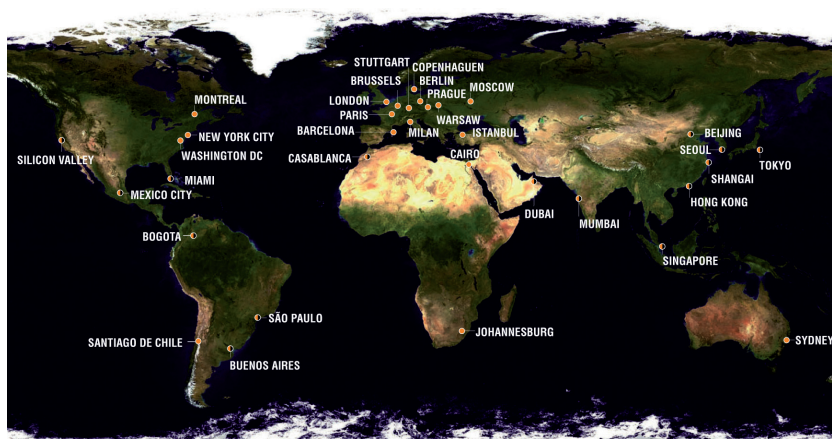 STUTTGART
COPENHAGUEN
BRUSSELS
BERLIN
MOSCOW
LONDON
PRAGUE
MONTREAL
PARIS
WARSAW
NEW YORK CITY
BARCELONA
MILAN
ISTANBUL
BEIJING
SILICON VALLEY
WASHINGTON DC
CASABLANCA
CAIRO
SEOUL
TOKYO
MIAMI
SHANGAI
MEXICO CITY
HONG KONG
DUBAI
MUMBAI
BOGOTA
SINGAPORE
SÃO PAULO
JOHANNESBURG
SANTIAGO DE CHILE
SYDNEY
BUENOS AIRES